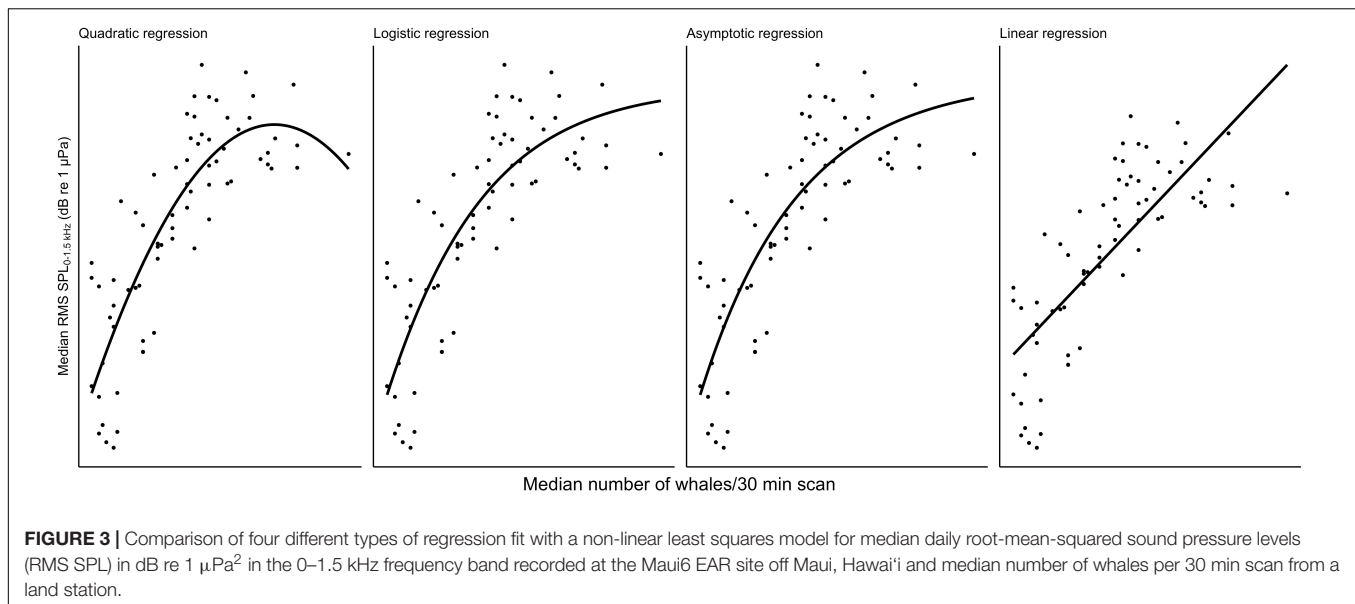 Quadratic regression
Logistic regression
Asymptotic regression
Linear regression
Median RMS SPL0-1.5 kHz (dB re 1 µPa)
Median number of whales/30 min scan
FIGURE 3 | Comparison of four different types of regression fit with a non-linear least squares model for median daily root-mean-squared sound pressure levels
(RMS SPL) in dB re 1 µPa² in the 0–1.5 kHz frequency band recorded at the Maui6 EAR site off Maui, Hawai‘i and median number of whales per 30 min scan from a
land station.